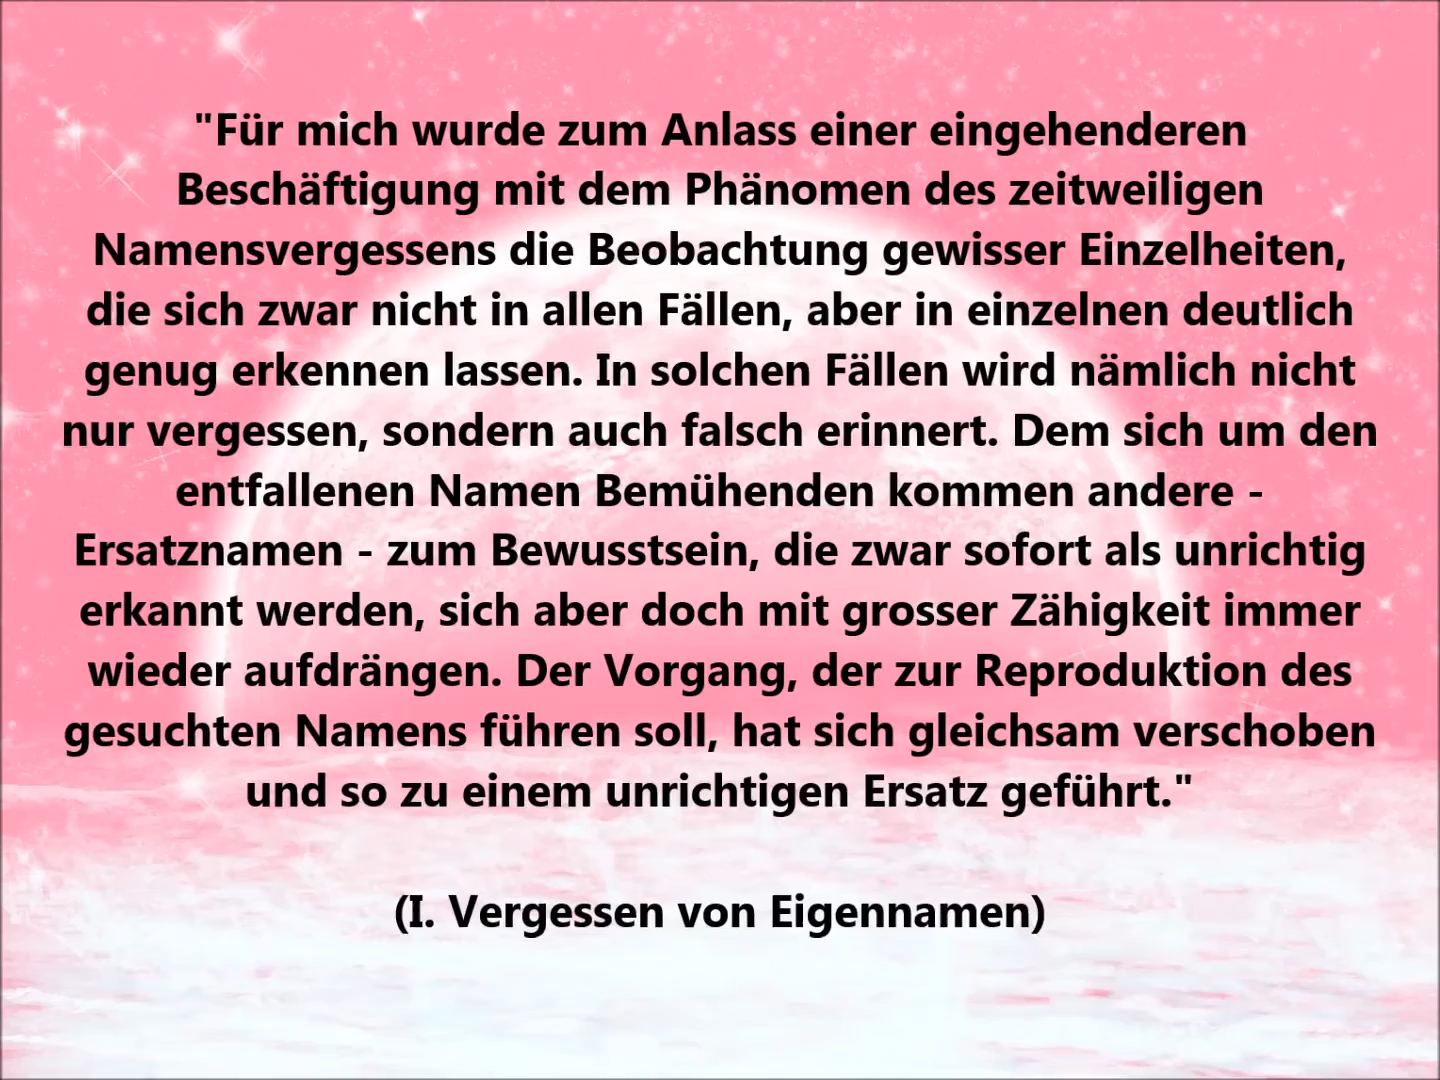 "Für mich wurde zum Anlass einer eingehenderen
Beschäftigung mit dem Phänomen des zeitweiligen
Namensvergessens die Beobachtung gewisser Einzelheiten,
die sich zwar nicht in allen Fällen, aber in einzelnen deutlich
genug erkennen lassen. In solchen Fällen wird nämlich nicht
nur vergessen, sondern auch falsch erinnert. Dem sich um den
entfallenen Namen Bemühenden kommen andere -
Ersatznamen - zum Bewusstsein, die zwar sofort als unrichtig
erkannt werden, sich aber doch mit grosser Zähigkeit immer
wieder aufdrängen. Der Vorgang, der zur Reproduktion des
gesuchten Namens führen soll, hat sich gleichsam verschoben
und so zu einem unrichtigen Ersatz geführt."
(I. Vergessen von Eigennamen)